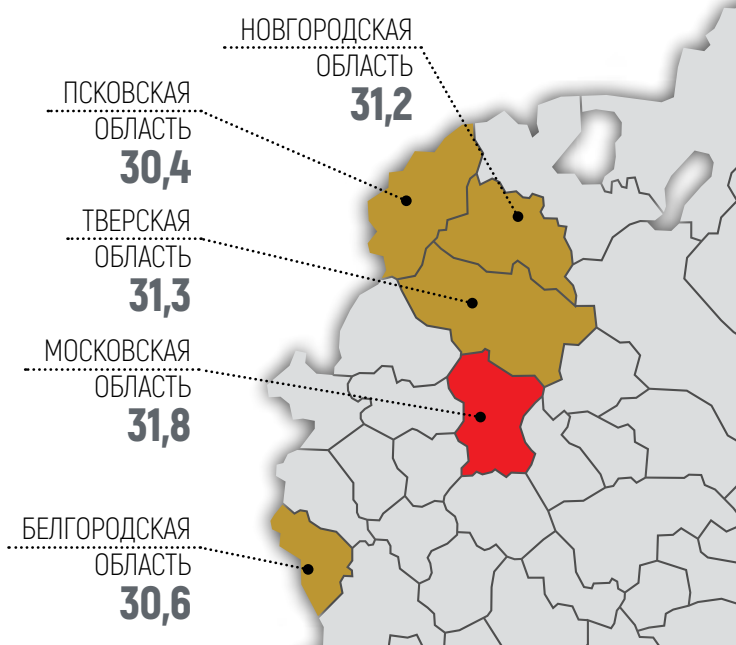 НОВГОРОДСКАЯ
ОБЛАСТЬ
31,2
ПСКОВСКАЯ
ОБЛАСТЬ
30,4
ТВЕРСКАЯ
ОБЛАСТЬ
31,3
МОСКОВСКАЯ
ОБЛАСТЬ
31,8
БЕЛГОРОДСКАЯ
ОБЛАСТЬ
30,6